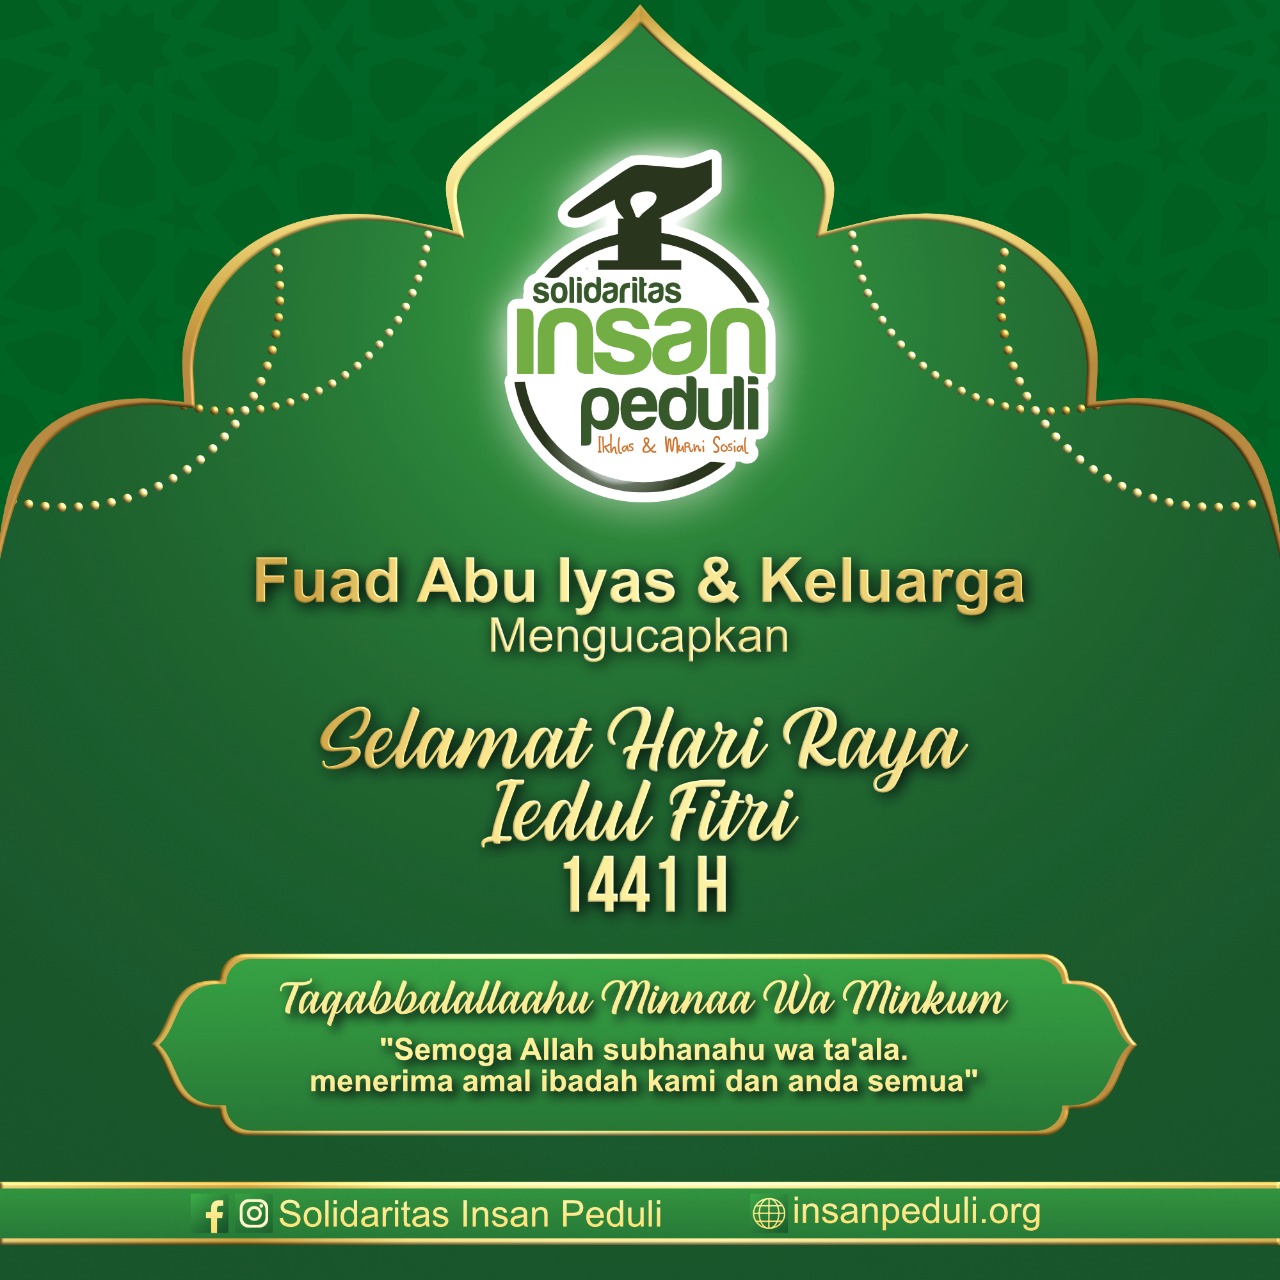 solidaritas
insan
peduli
Ikhlas & Murni Sosial
Fuad Abu Iyas & Keluarga
Mengucapkan
Selamat Hari Raya
Iedul Fitri
1441 H
Taqabbalallaahu Minnaa Wa Minkum
"Semoga Allah subhanahu wa ta'ala.
menerima amal ibadah kami dan anda semua"
Solidaritas Insan Peduli
insanpeduli.org